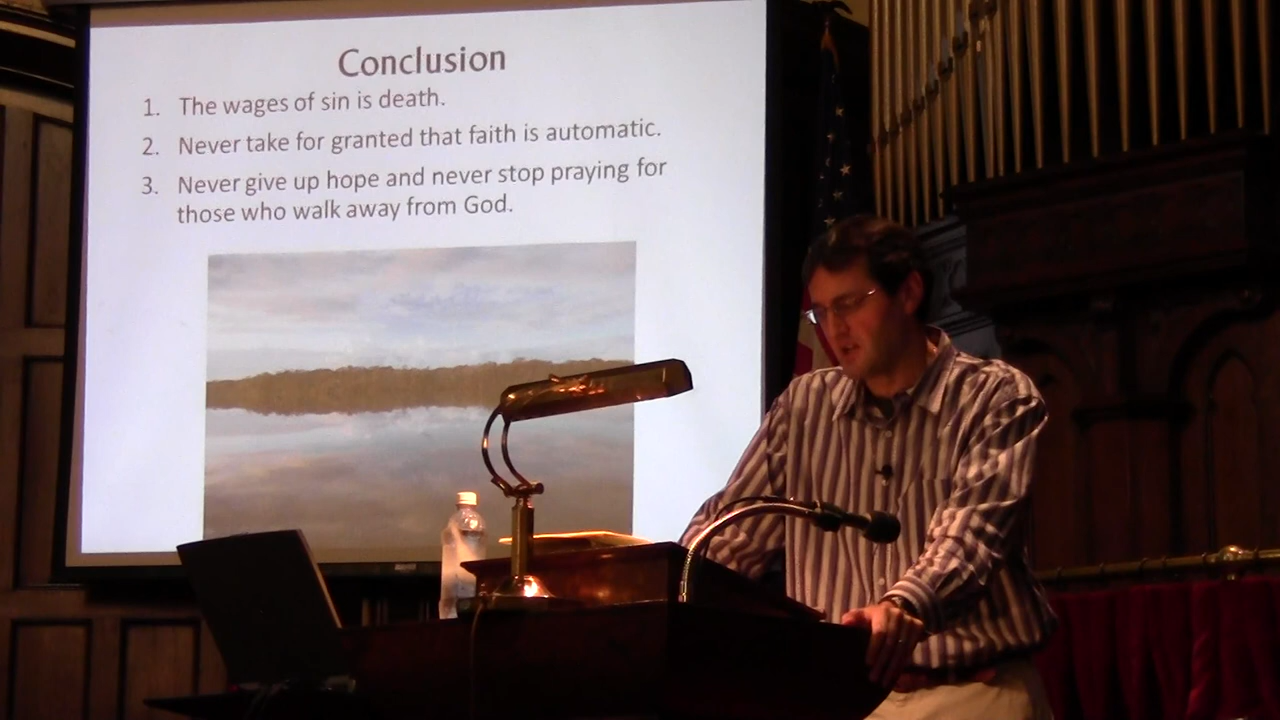 Conclusion
1. The wages of sin is death.
2. Never take for granted that faith is automatic.
3. Never give up hope and never stop praying for
those who walk away from God.